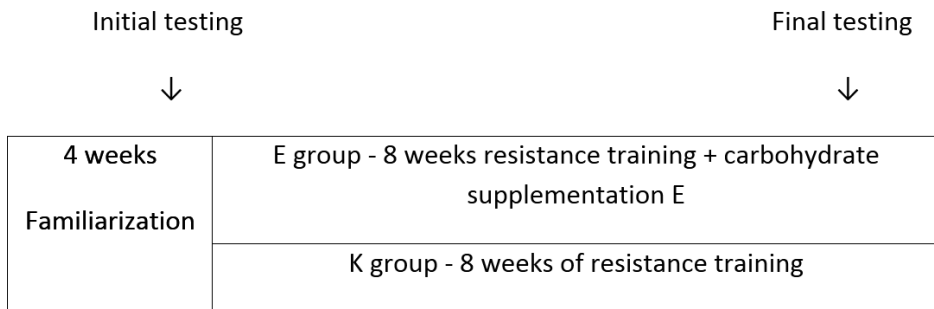 Initial testing
Final testing
↓
↓
4 weeks
Familiarization
E group - 8 weeks resistance training + carbohydrate
supplementation E
K group - 8 weeks of resistance training